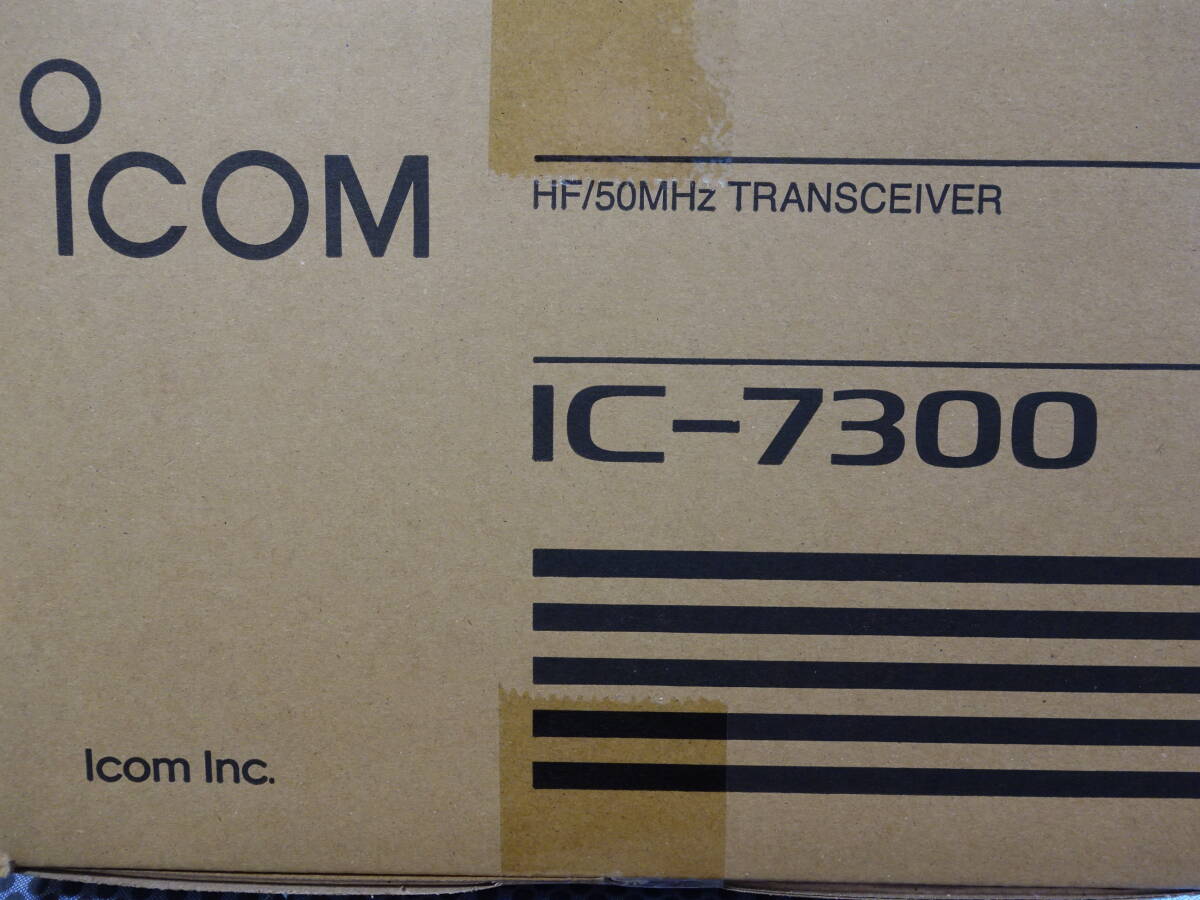 iCOM
HF/50MHz TRANSCEIVER
IC-7300
Icom Inc.